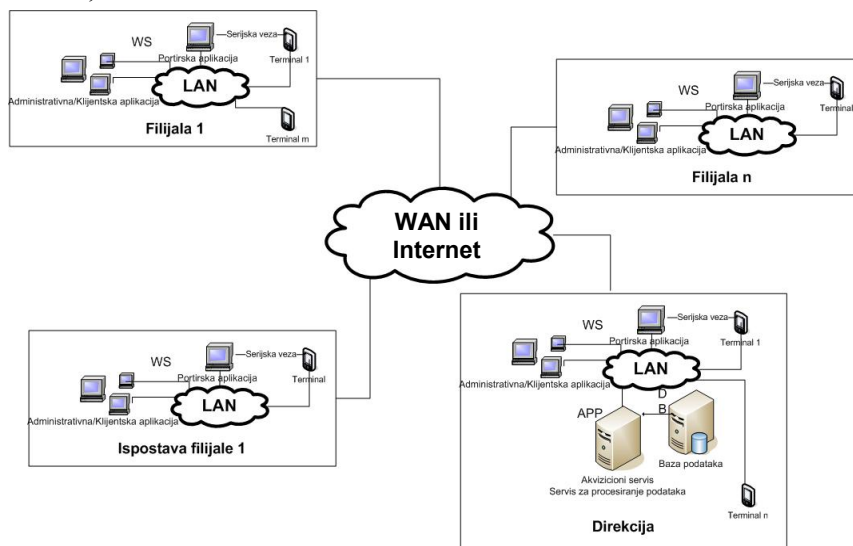 WS
Serijska veza
Portirska aplikacija
Terminal 1
LAN
Administrativna/Klijentska aplikacija
Filijala 1
Terminal m
WS
Serijska veza
Portirska aplikacija
Terminal
LAN
Administrativna/Klijentska aplikacija
Filijala n
WAN ili
Internet
WS
Serijska veza
Portirska aplikacija
Terminal
LAN
Administrativna/Klijentska aplikacija
Ispostava filijale 1
WS
Serijska veza
Portirska aplikacija
Terminal 1
LAN
Administrativna/Klijentska aplikacija
D
B
APP
Baza podataka
Akvizicioni servis
Servis za procesiranje podataka
Terminal n
Direkcija